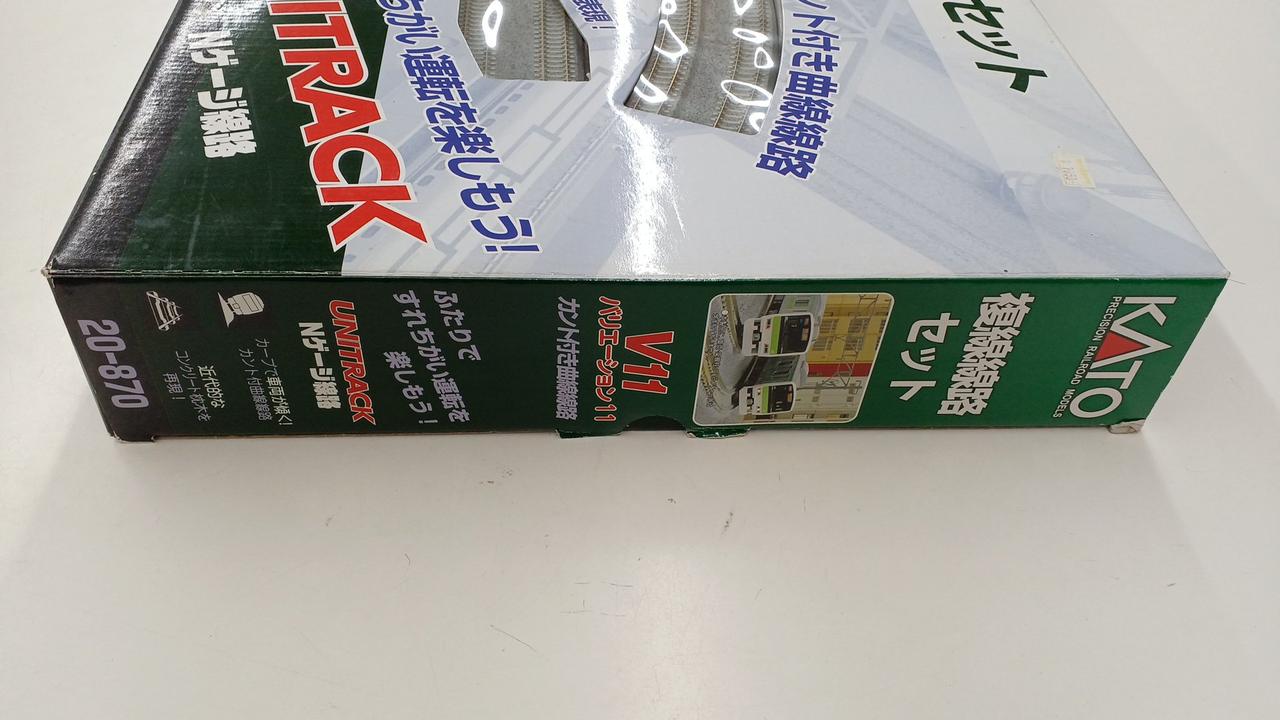 UNITRACK
Nゲージ線路
ちがい運転を楽しもう!
ント付き曲線線路
セット
KATO
PRECISION RAILROAD MODELS
複線線路
セット
バリエーション11
V11
カント付き曲線線路
ふたりで
すれちがい運転を
楽しもう!
UNITRACK
Nゲージ線路
カーブで車両が傾く!
カント付曲線線路
近代的な
コンクリート枕木を
再現!
20-870